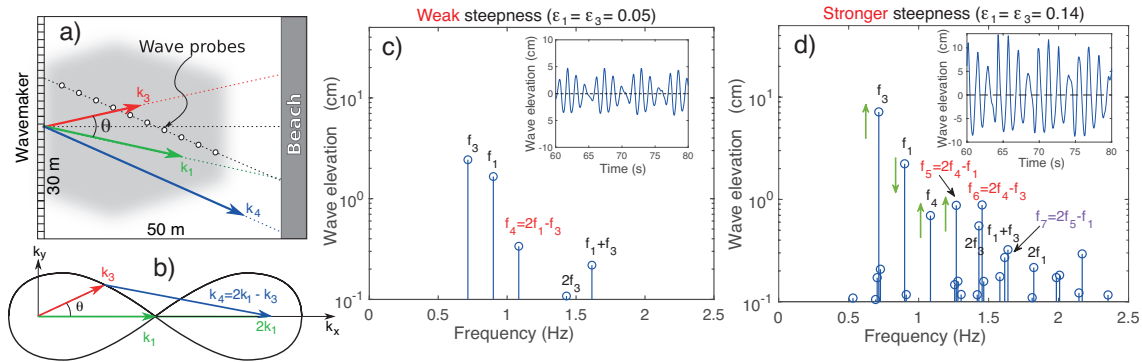 a)
Wave probes
Wavemaker
Beach
k₃
θ
k₁
k₄
30 m
50 m
b)
k_y
k₃
θ
k₄=2k₁ - k₃
k₁
2k₁
k_x
Weak steepness (ε₁ = ε₃ = 0.05)
c)
Wave elevation (cm)
10¹
10⁰
10⁻¹
f₃
f₁
f₄=2f₁-f₃
2f₃
f₁+f₃
0 0.5 1 1.5 2 2.5
Frequency (Hz)
Wave elevation (cm)
10
5
0
-5
-10
60 65 70 75 80
Time (s)
Stronger steepness (ε₁ = ε₃ = 0.14)
d)
Wave elevation (cm)
10¹
10⁰
10⁻¹
f₃
f₁
f₅=2f₄-f₁
f₄
f₆=2f₄-f₃
f₇=2f₅-f₁
2f₃
f₁+f₃
2f₁
0 0.5 1 1.5 2 2.5
Frequency (Hz)
Wave elevation (cm)
10
5
0
-5
-10
60 65 70 75 80
Time (s)